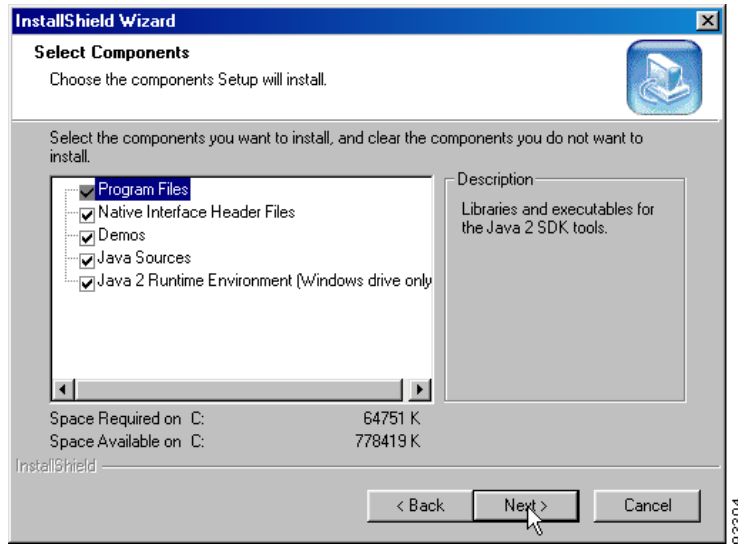 InstallShield Wizard
Select Components
Choose the components Setup will install.
Select the components you want to install, and clear the components you do not want to
install.
Program Files
Native Interface Header Files
Demos
Java Sources
Java 2 Runtime Environment (Windows drive only
Description
Libraries and executables for
the Java 2 SDK tools.
Space Required on C: 64751 K
Space Available on C: 778419 K
InstallShield
< Back
Next >
Cancel
93304